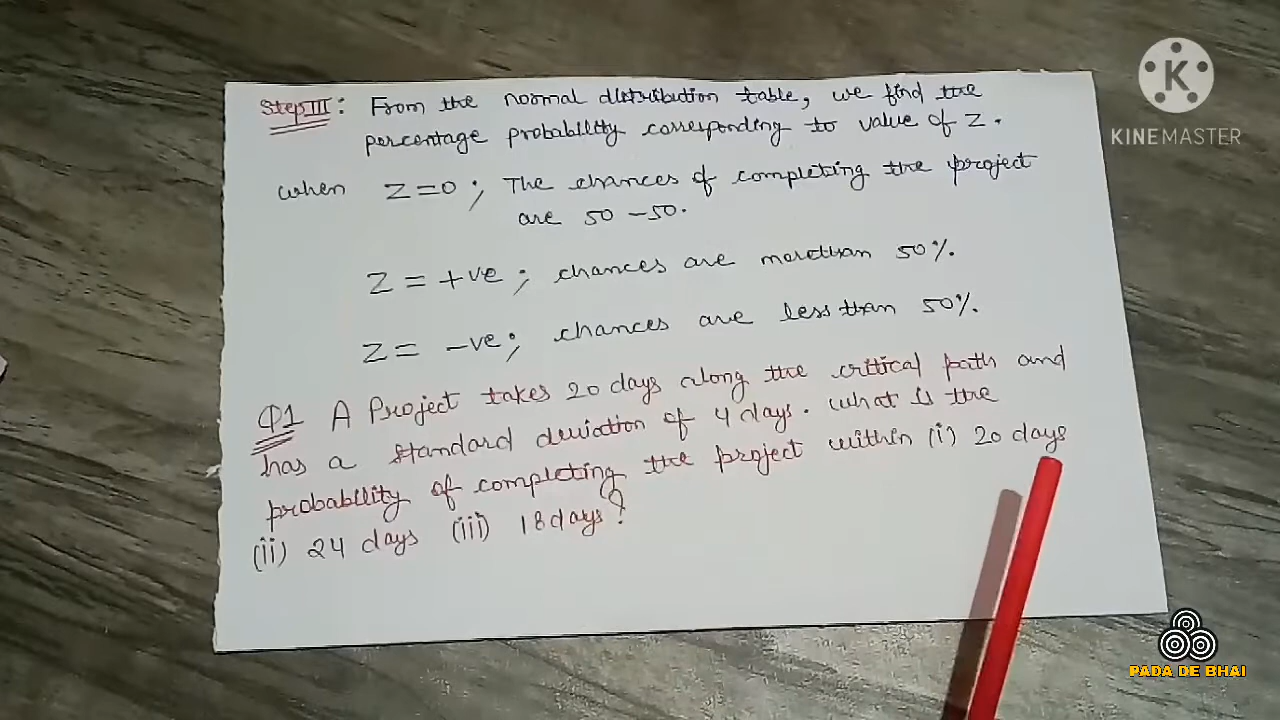 Step III: From the normal distribution table, we find the
percentage probability corresponding to value of Z.
when Z=0; The chances of completing the project
are 50-50.
Z = +ve; chances are morethan 50%.
Z = -ve; chances are less than 50%.
Q1 A Project takes 20 days along the critical path and
has a standard deviation of 4 days. what is the
probability of completing the project within (i) 20 days
(ii) 24 days (iii) 18 days?
K
KINEMASTER
PADA DE BHAI